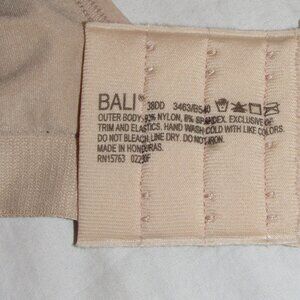 BALI® 38DD 3463/B540
OUTER BODY- 92% NYLON, 8% SPANDEX. EXCLUSIVE OF
TRIM AND ELASTICS. HAND WASH COLD WITH LIKE COLORS.
DO NOT BLEACH. LINE DRY. DO NOT IRON.
MADE IN HONDURAS.
RN15763